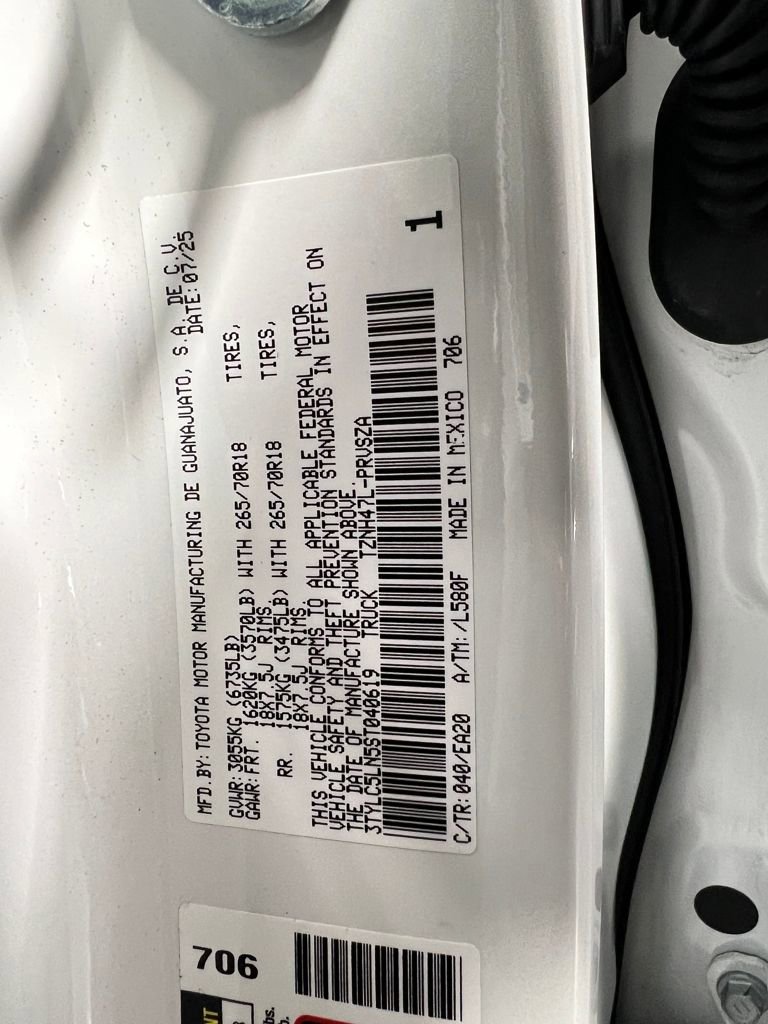 MFD.BY:TOYOTA MOTOR MANUFACTURING DE GUANAJUATO, S.A. DE C.V.
DATE:07/25
GVWR:3055KG (6735LB)
GAWR:FRT. 1620KG (3570LB) WITH 265/70R18 TIRES,
18X7.5J RIMS.
RR. 1575KG (3475LB) WITH 265/70R18 TIRES,
18X7.5J RIMS.
THIS VEHICLE CONFORMS TO ALL APPLICABLE FEDERAL MOTOR
VEHICLE SAFETY AND THEFT PREVENTION STANDARDS IN EFFECT ON
THE DATE OF MANUFACTURE SHOWN ABOVE.
3TYLC5LN5ST040619 TRUCK TZNH47L-PRVSZA
1
C/TR:040/EA20 A/TM:/L580F MADE IN MEXICO 706
706